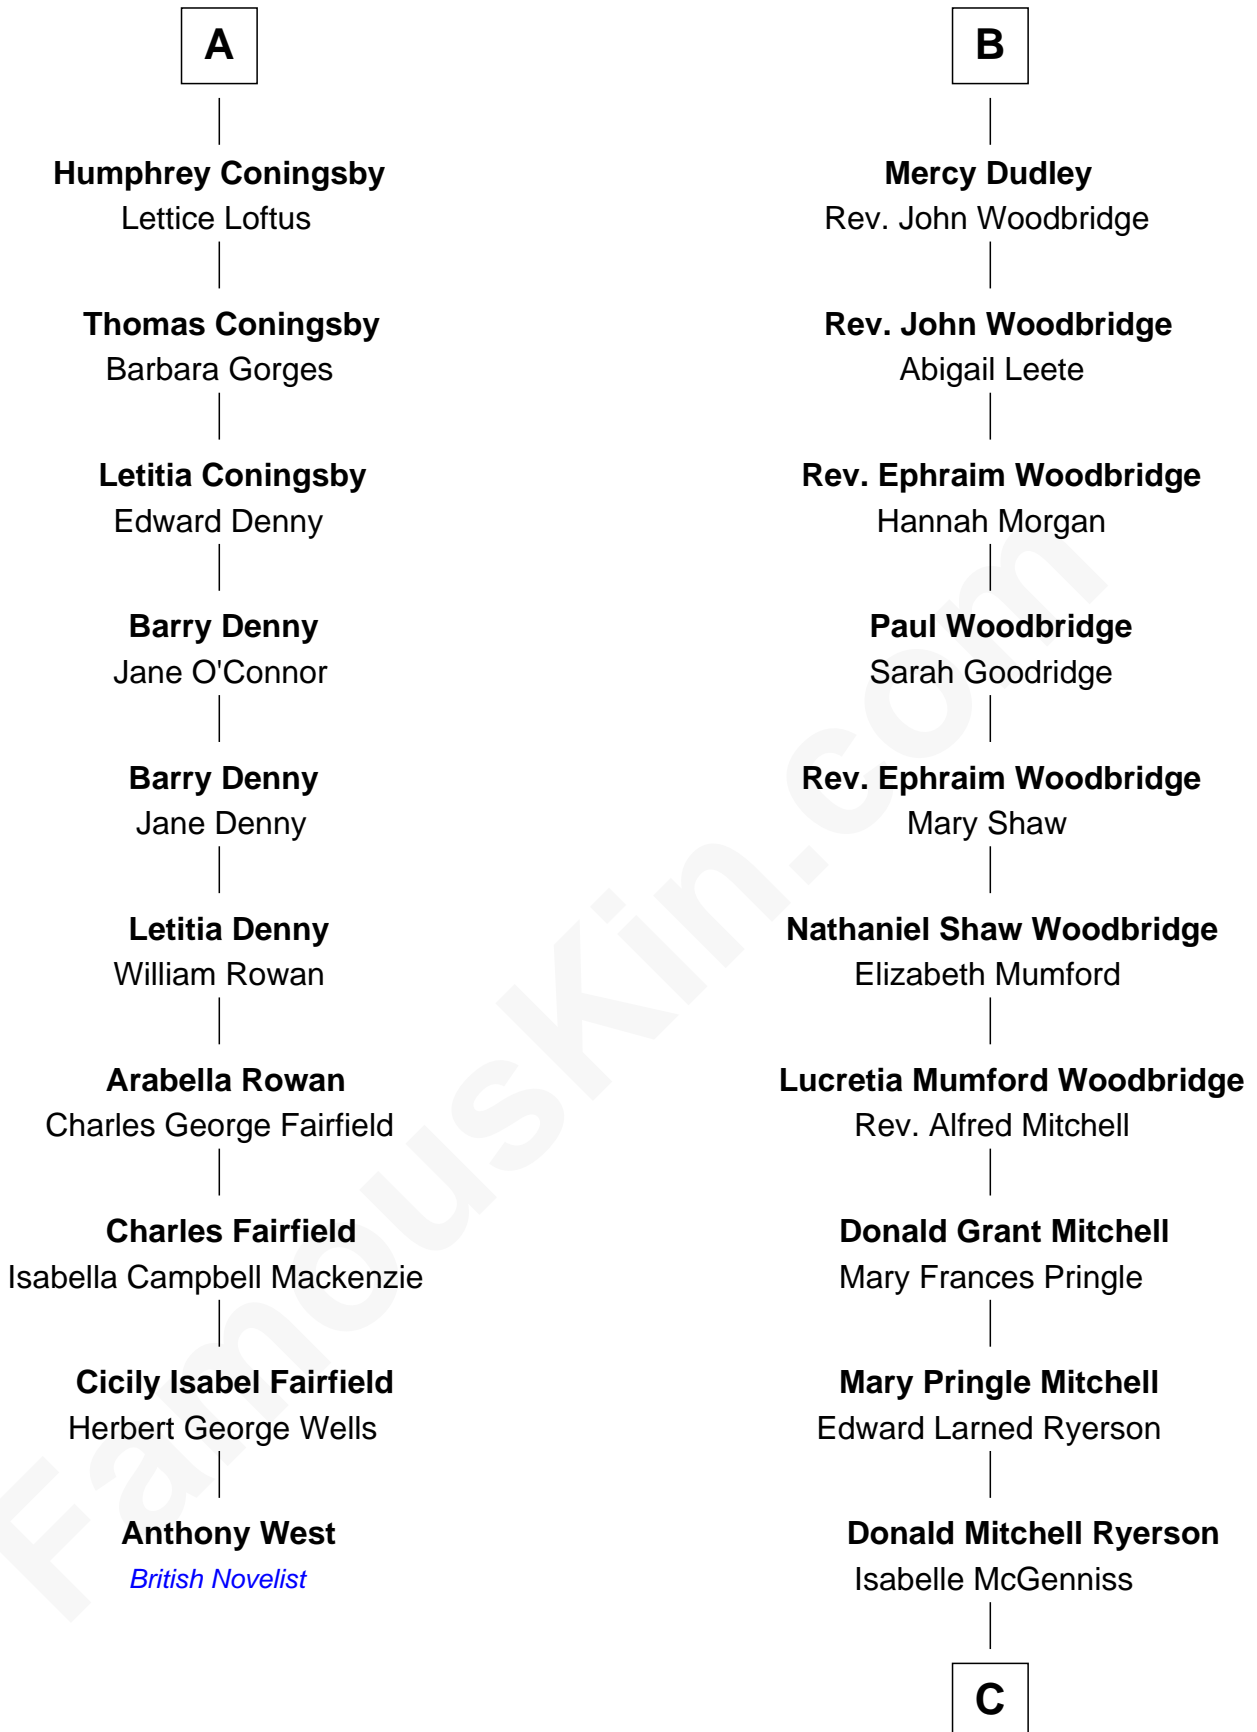 A
Humphrey Coningsby
Lettice Loftus
Thomas Coningsby
Barbara Gorges
Letitia Coningsby
Edward Denny
Barry Denny
Jane O'Connor
Barry Denny
Jane Denny
Letitia Denny
William Rowan
Arabella Rowan
Charles George Fairfield
Charles Fairfield
Isabella Campbell Mackenzie
Cicily Isabel Fairfield
Herbert George Wells
Anthony West
British Novelist
B
Mercy Dudley
Rev. John Woodbridge
Rev. John Woodbridge
Abigail Leete
Rev. Ephraim Woodbridge
Hannah Morgan
Paul Woodbridge
Sarah Goodridge
Rev. Ephraim Woodbridge
Mary Shaw
Nathaniel Shaw Woodbridge
Elizabeth Mumford
Lucretia Mumford Woodbridge
Rev. Alfred Mitchell
Donald Grant Mitchell
Mary Frances Pringle
Mary Pringle Mitchell
Edward Larned Ryerson
Donald Mitchell Ryerson
Isabelle McGenniss
C
FamousKin.com